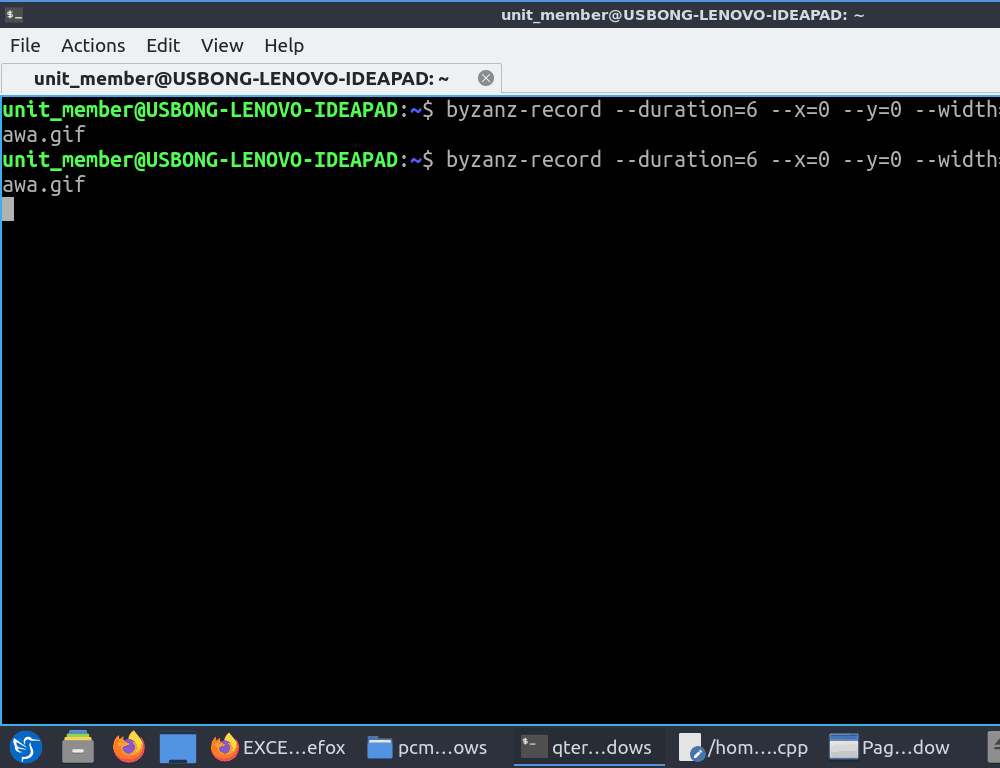 unit_member@USBONG-LENOVO-IDEAPAD: ~
File Actions Edit View Help
unit_member@USBONG-LENOVO-IDEAPAD: ~
unit_member@USBONG-LENOVO-IDEAPAD:~$ byzanz-record --duration=6 --x=0 --y=0 --width=
awa.gif
unit_member@USBONG-LENOVO-IDEAPAD:~$ byzanz-record --duration=6 --x=0 --y=0 --width=
awa.gif
EXCE…efox pcm…ows qter…dows /hom….cpp Pag…dow